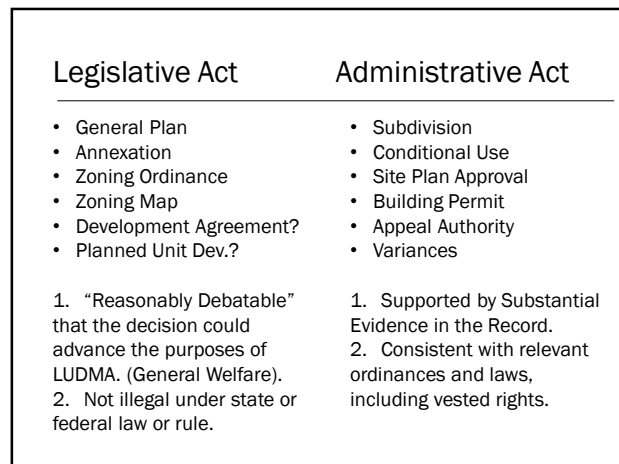 Legislative Act
• General Plan
• Annexation
• Zoning Ordinance
• Zoning Map
• Development Agreement?
• Planned Unit Dev.?
1. “Reasonably Debatable”
that the decision could
advance the purposes of
LUDMA. (General Welfare).
2. Not illegal under state or
federal law or rule.
Administrative Act
• Subdivision
• Conditional Use
• Site Plan Approval
• Building Permit
• Appeal Authority
• Variances
1. Supported by Substantial
Evidence in the Record.
2. Consistent with relevant
ordinances and laws,
including vested rights.